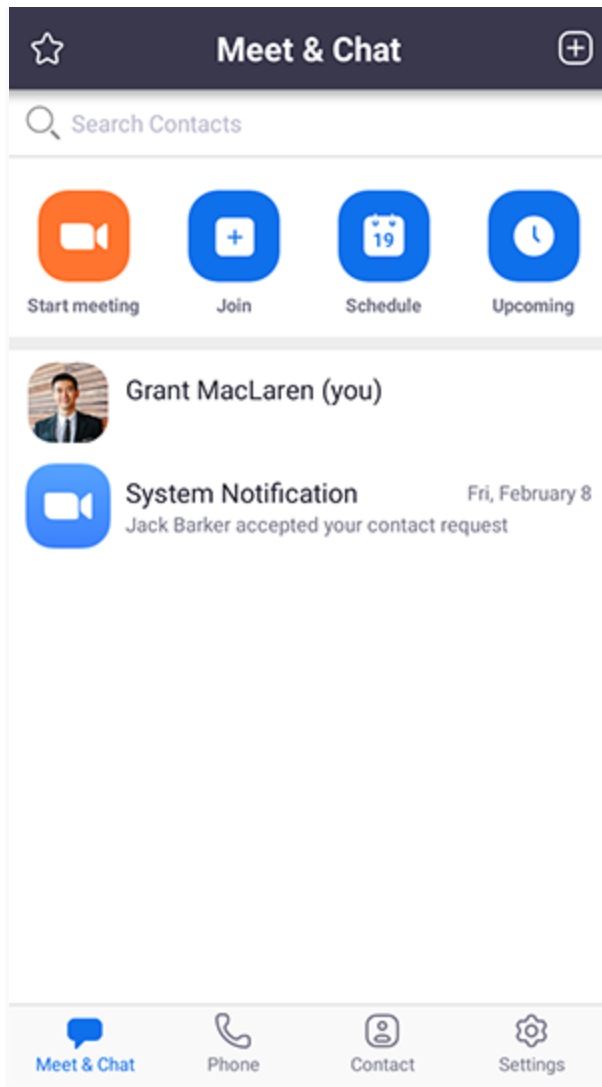 Meet & Chat
Search Contacts
19
Start meeting
Join
Schedule
Upcoming
Grant MacLaren (you)
System Notification
Fri, February 8
Jack Barker accepted your contact request
Meet & Chat
Phone
Contact
Settings